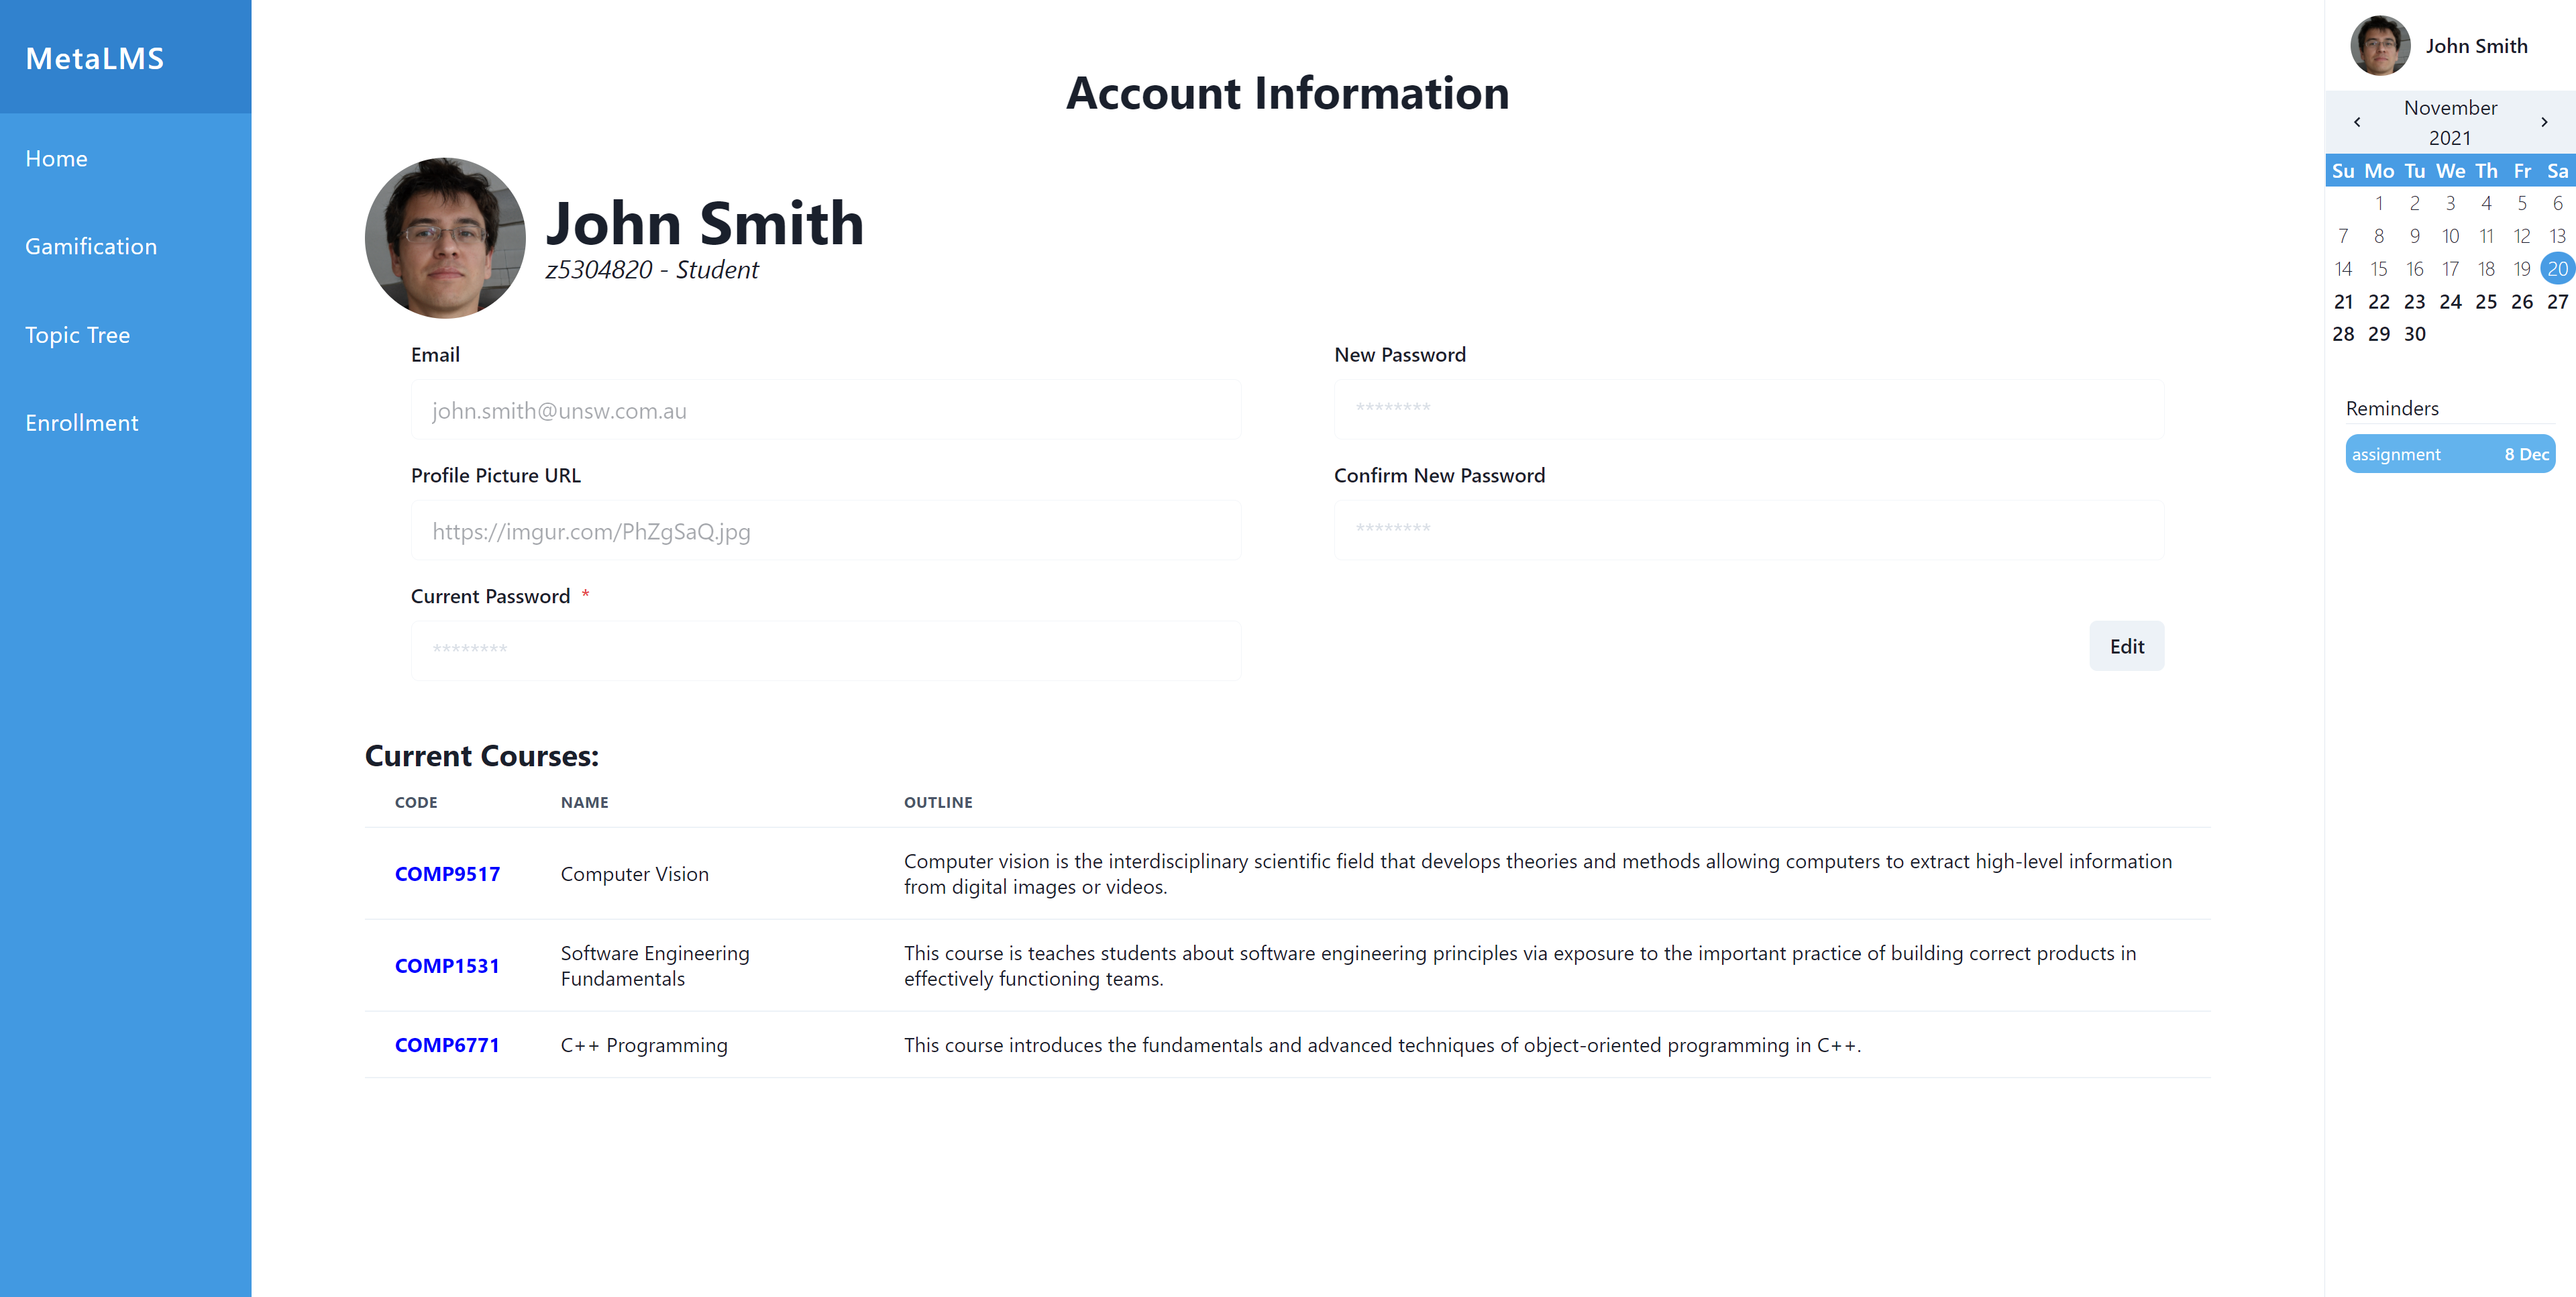 MetaLMS
Home
Gamification
Topic Tree
Enrollment
Account Information
John Smith
z5304820 - Student
Email
john.smith@unsw.com.au
New Password
********
Profile Picture URL
https://imgur.com/PhZgSaQ.jpg
Confirm New Password
********
Current Password *
********
Edit
Current Courses:
CODE NAME OUTLINE
COMP9517 Computer Vision Computer vision is the interdisciplinary scientific field that develops theories and methods allowing computers to extract high-level information
from digital images or videos.
COMP1531 Software Engineering
Fundamentals
This course is teaches students about software engineering principles via exposure to the important practice of building correct products in
effectively functioning teams.
COMP6771 C++ Programming This course introduces the fundamentals and advanced techniques of object-oriented programming in C++.
John Smith
‹ November ›
2021
Su Mo Tu We Th Fr Sa
1 2 3 4 5 6
7 8 9 10 11 12 13
14 15 16 17 18 19 20
21 22 23 24 25 26 27
28 29 30
Reminders
assignment 8 Dec